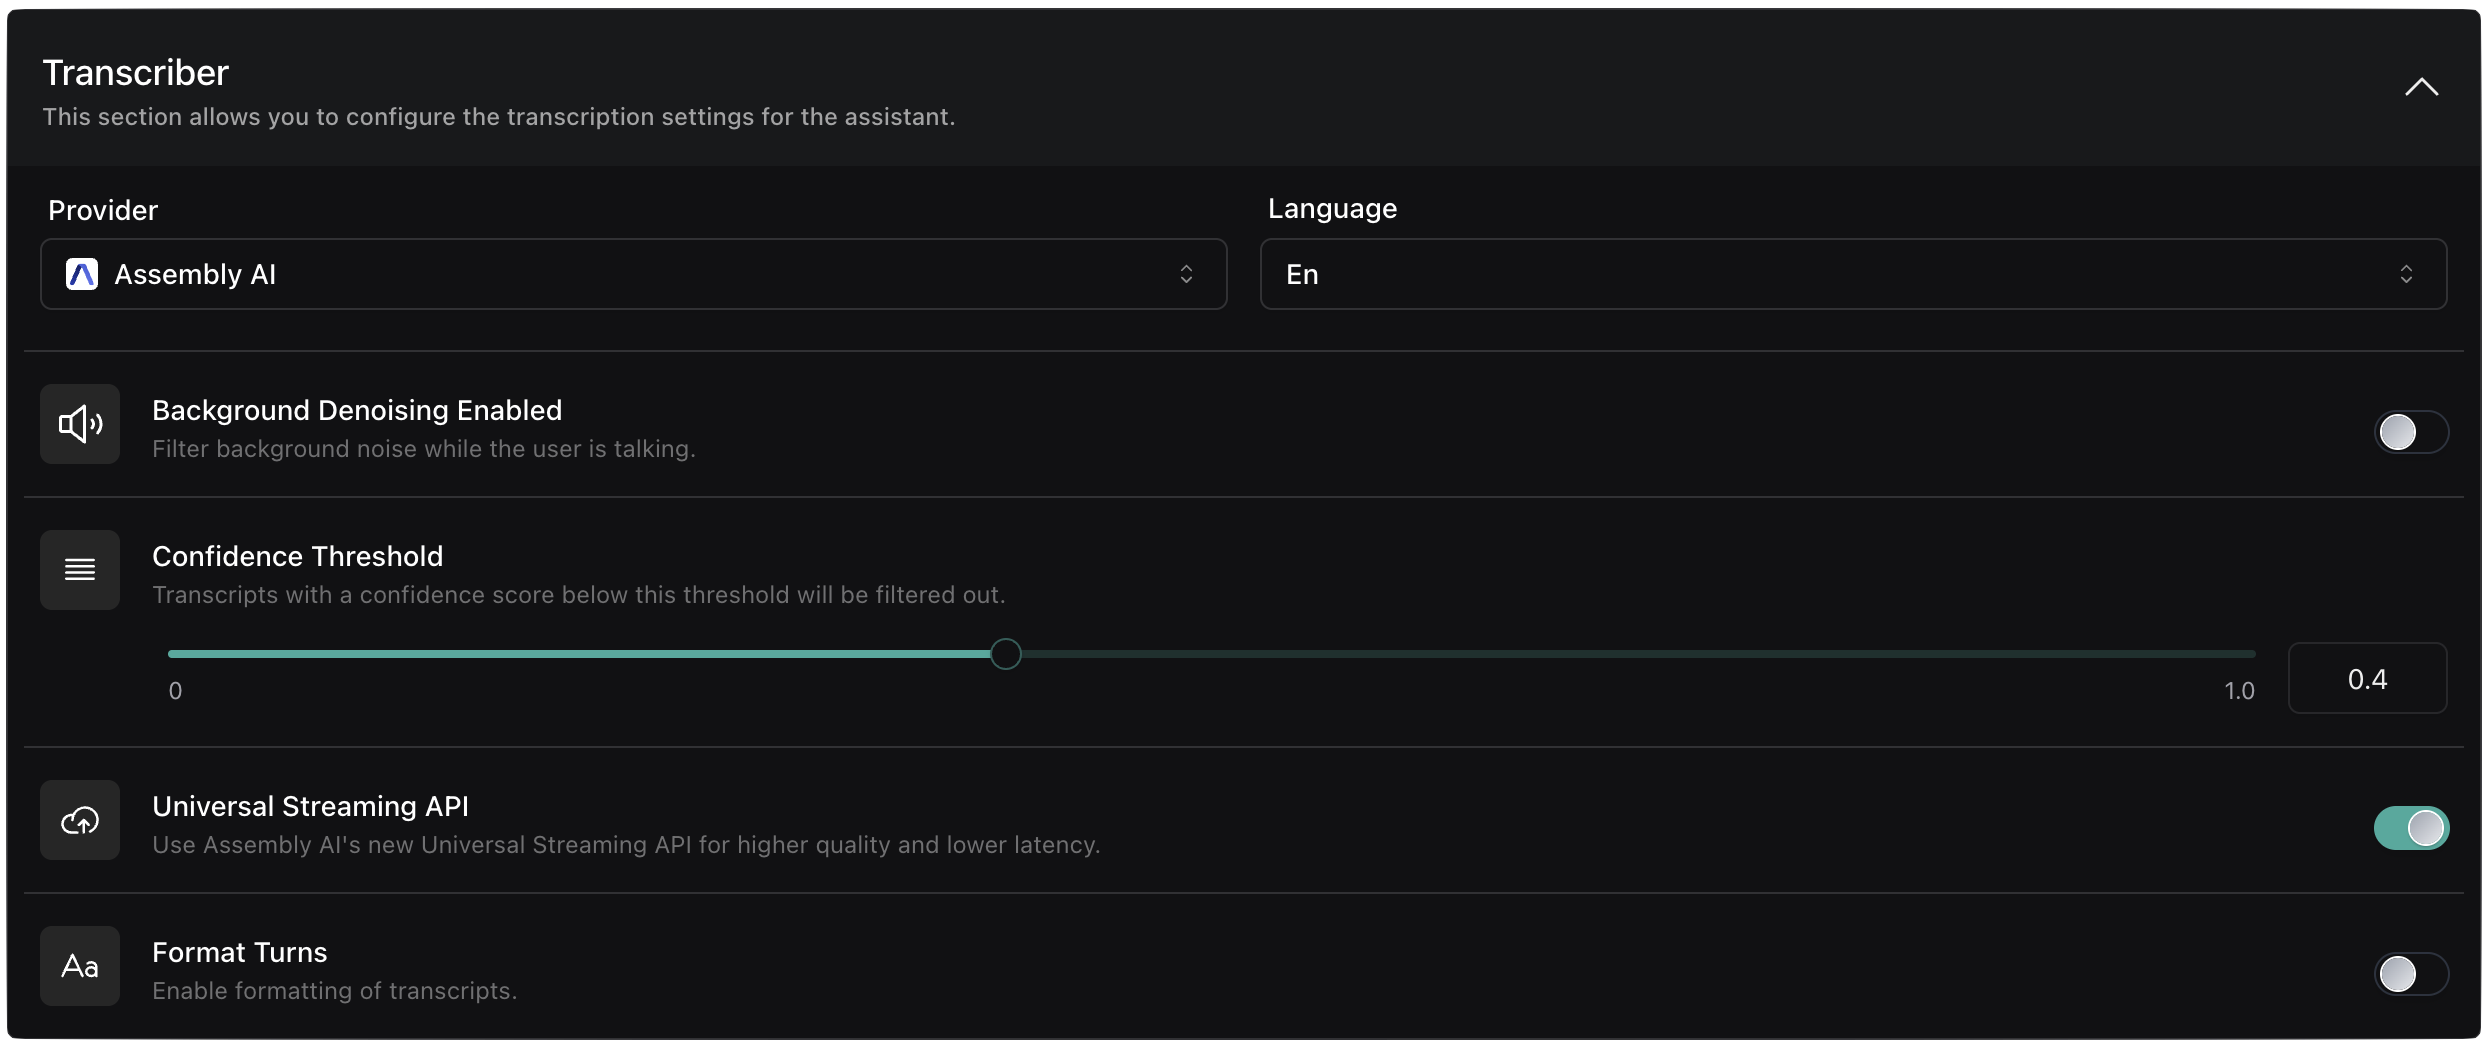 Transcriber
This section allows you to configure the transcription settings for the assistant.
Provider
Language
Assembly AI
En
Background Denoising Enabled
Filter background noise while the user is talking.
Confidence Threshold
Transcripts with a confidence score below this threshold will be filtered out.
0
1.0
0.4
Universal Streaming API
Use Assembly AI's new Universal Streaming API for higher quality and lower latency.
Aa
Format Turns
Enable formatting of transcripts.